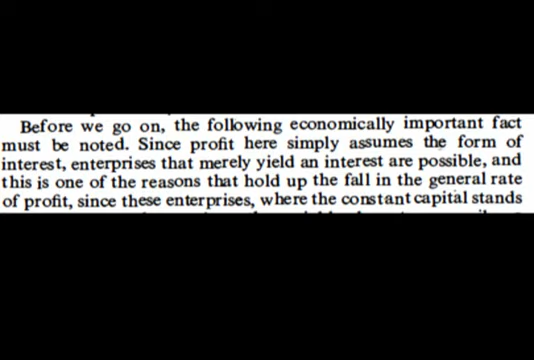 Before we go on, the following economically important fact
must be noted. Since profit here simply assumes the form of
interest, enterprises that merely yield an interest are possible, and
this is one of the reasons that hold up the fall in the general rate
of profit, since these enterprises, where the constant capital stands